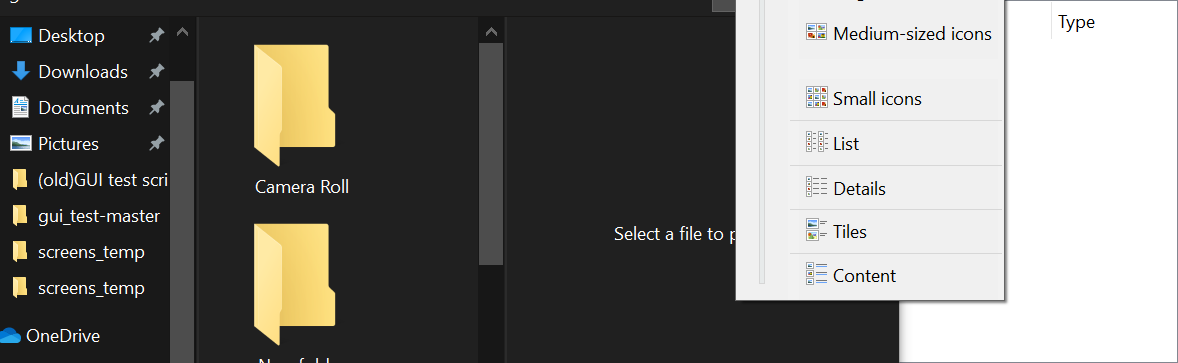 Desktop
Downloads
Documents
Pictures
(old)GUI test scri
gui_test-master
screens_temp
screens_temp
OneDrive
Camera Roll
Select a file to p
Medium-sized icons
Small icons
List
Details
Tiles
Content
Type